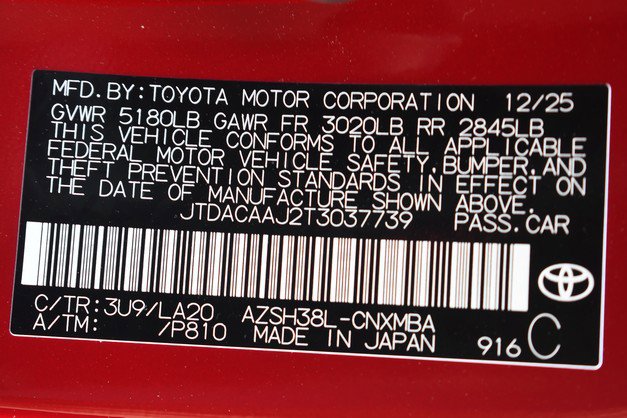 MFD.BY:TOYOTA MOTOR CORPORATION 12/25
GVWR 5180LB GAWR FR 3020LB RR 2845LB
THIS VEHICLE CONFORMS TO ALL APPLICABLE
FEDERAL MOTOR VEHICLE SAFETY,BUMPER,AND
THEFT PREVENTION STANDARDS IN EFFECT ON
THE DATE OF MANUFACTURE SHOWN ABOVE.
JTDACAAJ2T3037739 PASS.CAR
C/TR:3U9/LA20 AZSH38L-CNXMBA
A/TM: /P810 MADE IN JAPAN 916 C